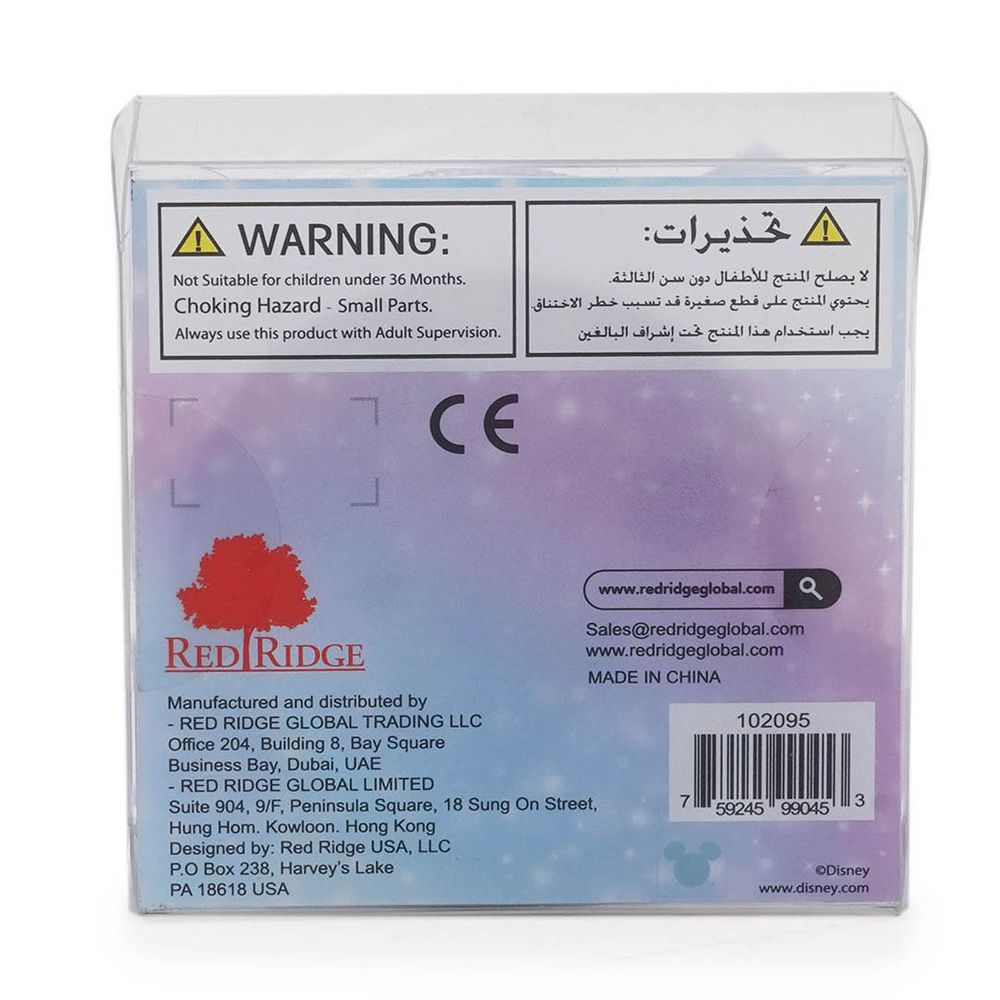 WARNING:
Not Suitable for children under 36 Months.
Choking Hazard - Small Parts.
Always use this product with Adult Supervision.
تحذيرات:
لا يصلح المنتج للأطفال دون سن الثالثة.
يحتوي المنتج على قطع صغيرة قد تسبب خطر الاختناق.
يجب استخدام هذا المنتج تحت إشراف البالغين
CE
RED RIDGE
Manufactured and distributed by
- RED RIDGE GLOBAL TRADING LLC
Office 204, Building 8, Bay Square
Business Bay, Dubai, UAE
- RED RIDGE GLOBAL LIMITED
Suite 904, 9/F, Peninsula Square, 18 Sung On Street,
Hung Hom. Kowloon. Hong Kong
Designed by: Red Ridge USA, LLC
P.O Box 238, Harvey's Lake
PA 18618 USA
www.redridgeglobal.com
Sales@redridgeglobal.com
www.redridgeglobal.com
MADE IN CHINA
102095
7 59245 99045 3
©Disney
www.disney.com